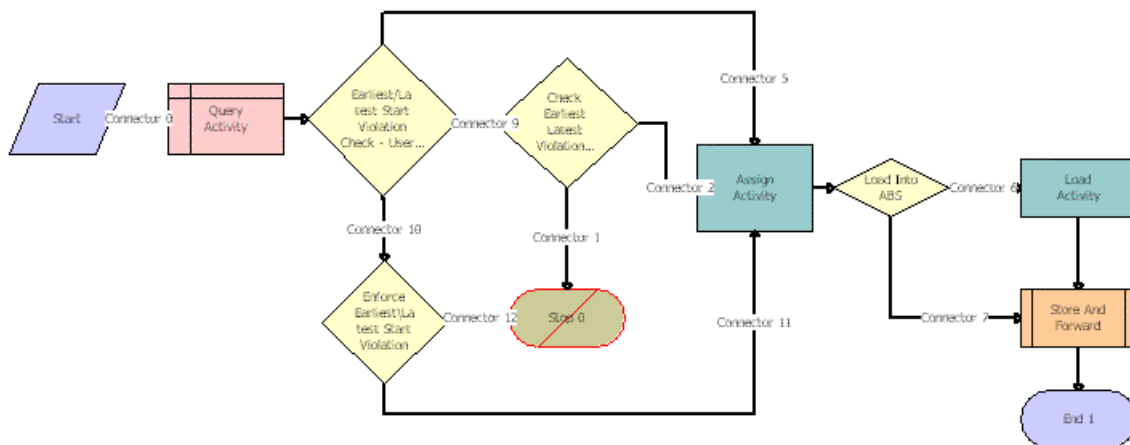 Start
Connector 0
Query
Activity
Earliest/La
test Start
Violation
Check - User...
Connector 9
Check
Earliest
Latest
Violation...
Connector 5
Connector 2
Assign
Activity
Load Into
ABS
Connector 6
Load
Activity
Connector 10
Connector 1
Enforce
Earliest\La
test Start
Violation
Connector 12
Stop 0
Connector 11
Connector 7
Store And
Forward
End 1